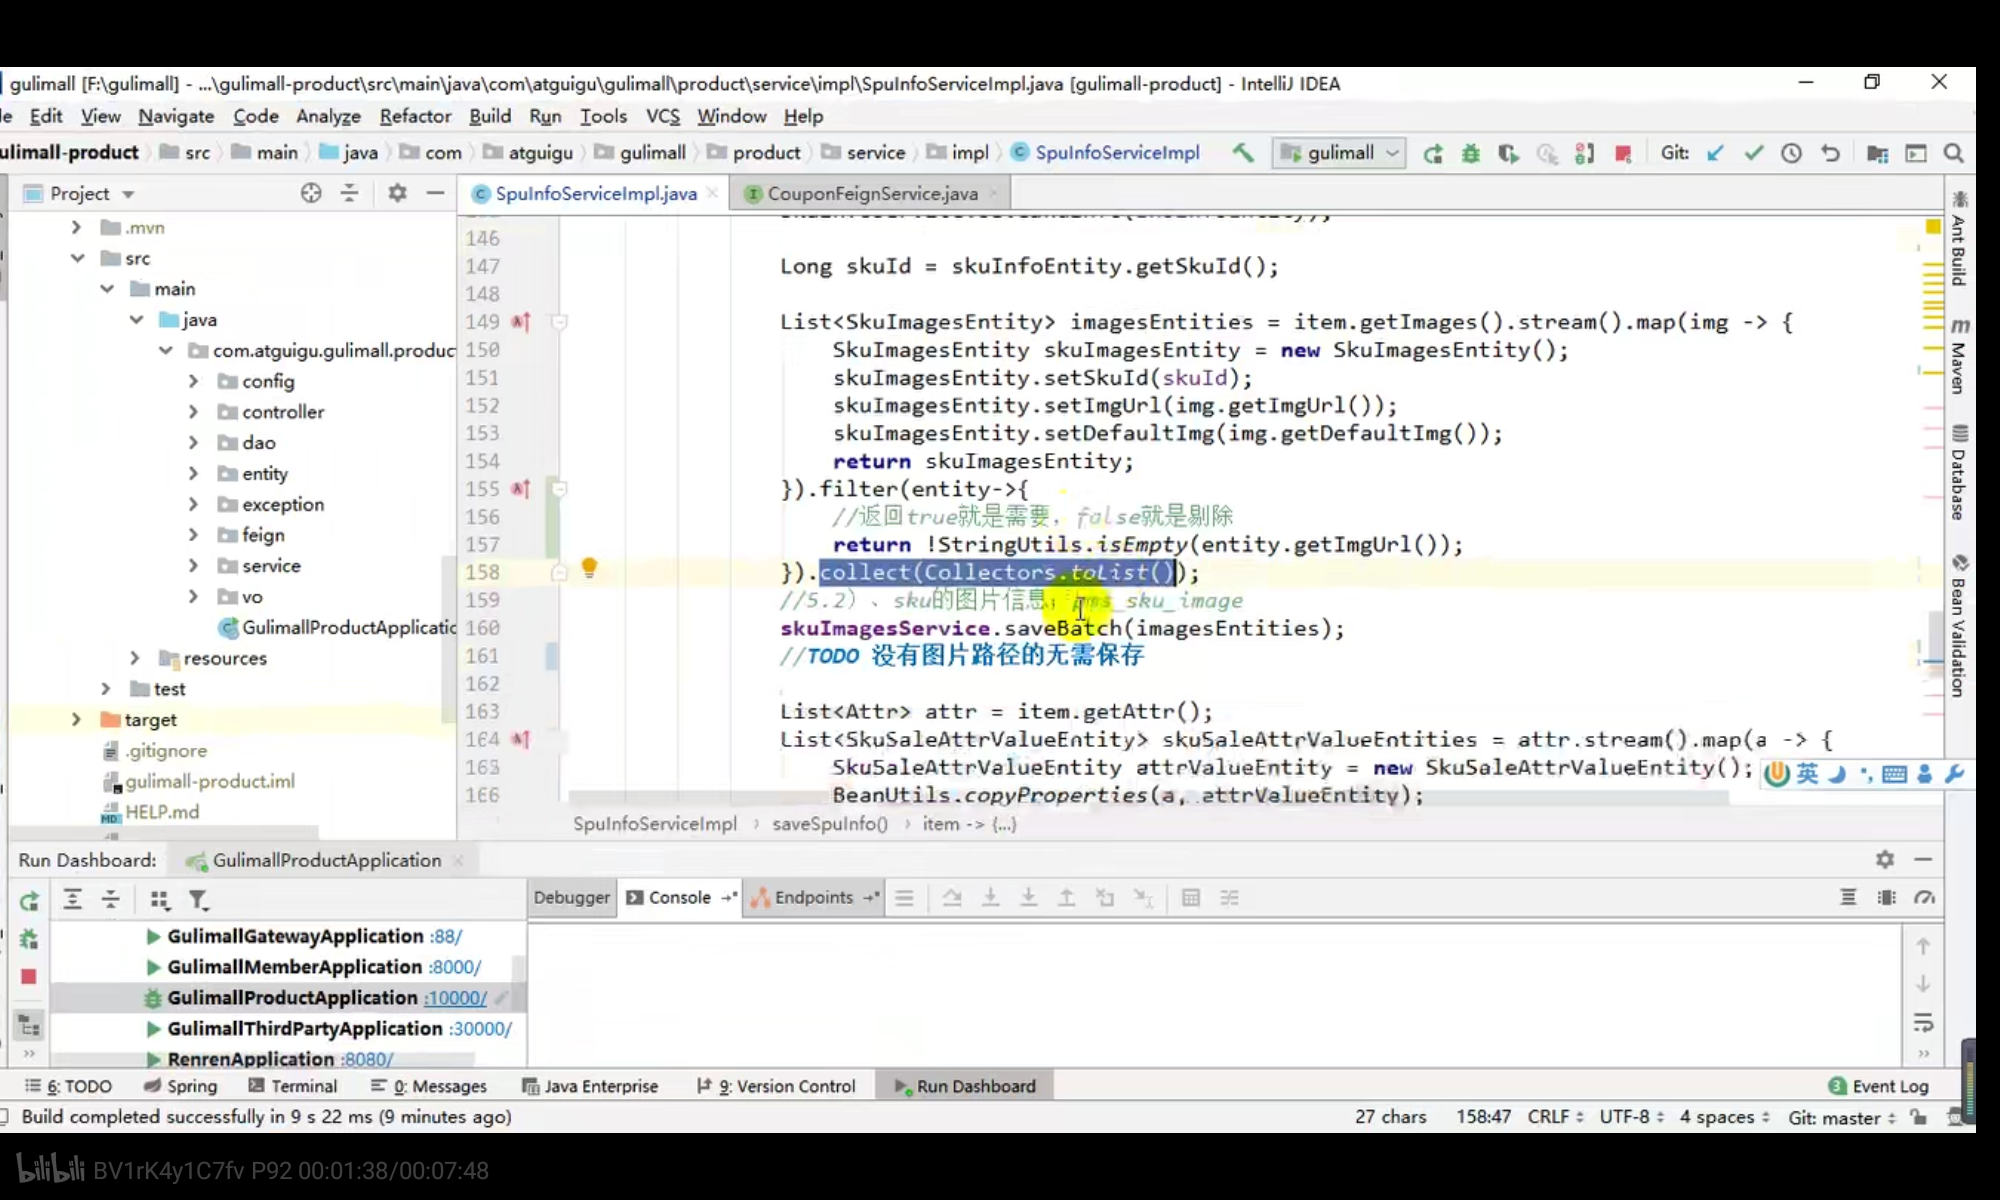 gulimall [F:\gulimall] - ...\gulimall-product\src\main\java\com\atguigu\gulimall\product\service\impl\SpuInfoServiceImpl.java [gulimall-product] - IntelliJ IDEA
Edit View Navigate Code Analyze Refactor Build Run Tools VCS Window Help
ulimall-product src main java com atguigu gulimall product service impl SpuInfoServiceImpl gulimall Git:
Project
SpuInfoServiceImpl.java
CouponFeignService.java
.mvn
src
main
java
com.atguigu.gulimall.produc
config
controller
dao
entity
exception
feign
service
vo
GulimallProductApplicatio
resources
test
target
.gitignore
gulimall-product.iml
HELP.md
146
147 Long skuId = skuInfoEntity.getSkuId();
148
149 List<SkuImagesEntity> imagesEntities = item.getImages().stream().map(img -> {
150 SkuImagesEntity skuImagesEntity = new SkuImagesEntity();
151 skuImagesEntity.setSkuId(skuId);
152 skuImagesEntity.setImgUrl(img.getImgUrl());
153 skuImagesEntity.setDefaultImg(img.getDefaultImg());
154 return skuImagesEntity;
155 }).filter(entity->{
156 //返回true就是需要，false就是剔除
157 return !StringUtils.isEmpty(entity.getImgUrl());
158 }).collect(Collectors.toList());
159 //5.2）、sku的图片信息；pms_sku_image
160 skuImagesService.saveBatch(imagesEntities);
161 //TODO 没有图片路径的无需保存
162
163 List<Attr> attr = item.getAttr();
164 List<SkuSaleAttrValueEntity> skuSaleAttrValueEntities = attr.stream().map(a -> {
165 SkuSaleAttrValueEntity attrValueEntity = new SkuSaleAttrValueEntity();
166 BeanUtils.copyProperties(a, attrValueEntity);
SpuInfoServiceImpl › saveSpuInfo() › item -> {...}
Ant Build
Maven
Database
Bean Validation
英
Run Dashboard: GulimallProductApplication
Debugger Console Endpoints
GulimallGatewayApplication :88/
GulimallMemberApplication :8000/
GulimallProductApplication :10000/
GulimallThirdPartyApplication :30000/
RenrenApplication :8080/
6: TODO Spring Terminal 0: Messages Java Enterprise 9: Version Control Run Dashboard 3 Event Log
Build completed successfully in 9 s 22 ms (9 minutes ago) 27 chars 158:47 CRLF UTF-8 4 spaces Git: master
bilibili BV1rK4y1C7fv P92 00:01:38/00:07:48